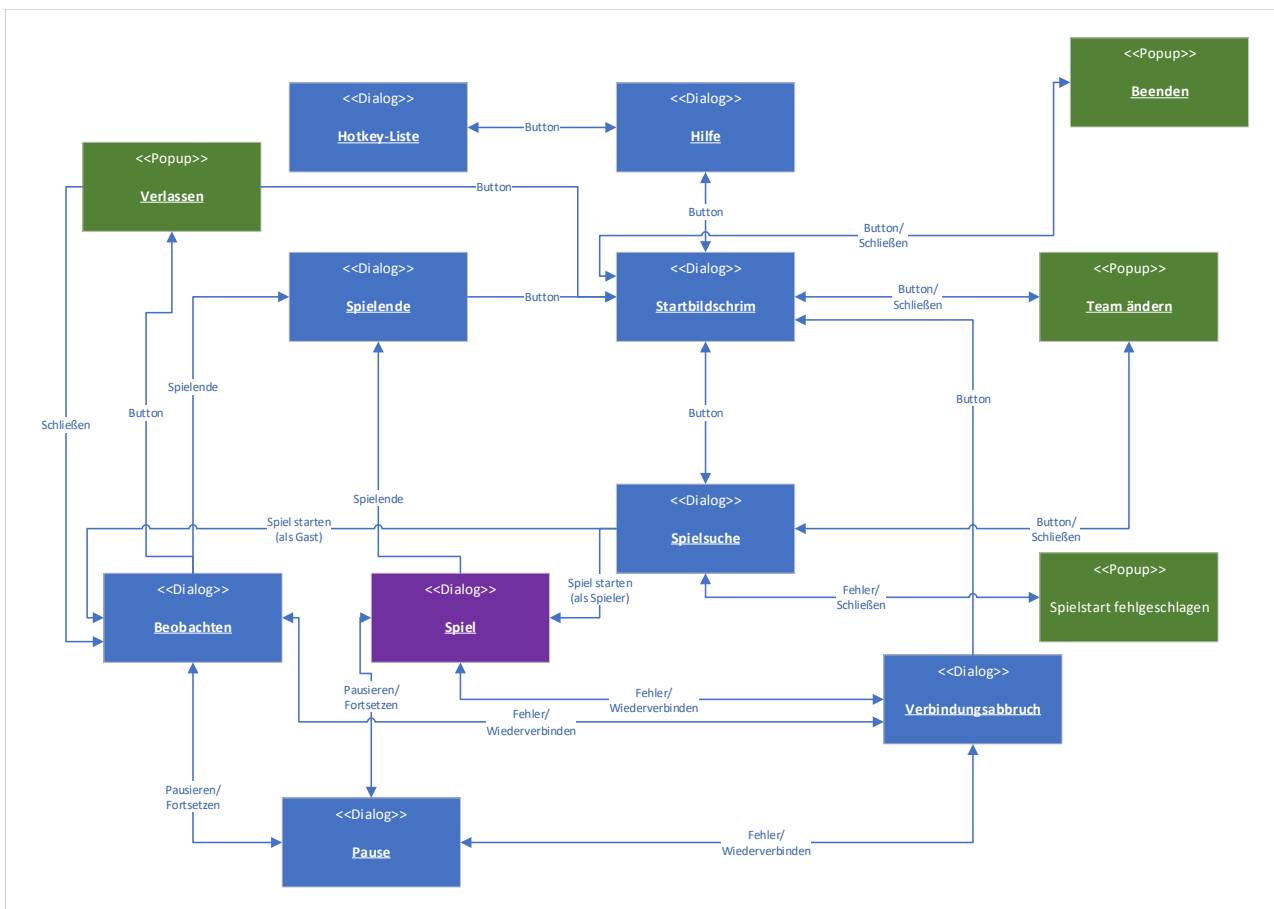 <<Popup>>
Beenden
<<Dialog>>
Hotkey-Liste
Button
<<Dialog>>
Hilfe
<<Popup>>
Verlassen
Button
Button
Button/
Schließen
<<Dialog>>
Spielende
Button
<<Dialog>>
Startbildschrim
Button/
Schließen
<<Popup>>
Team ändern
Spielende
Button
Schließen
Button
Button
Spielende
<<Dialog>>
Spielsuche
Spiel starten
(als Gast)
Button/
Schließen
<<Dialog>>
Beobachten
<<Dialog>>
Spiel
Spiel starten
(als Spieler)
Fehler/
Schließen
<<Popup>>
Spielstart fehlgeschlagen
Pausieren/
Fortsetzen
Fehler/
Wiederverbinden
Fehler/
Wiederverbinden
<<Dialog>>
Verbindungsabbruch
Pausieren/
Fortsetzen
<<Dialog>>
Pause
Fehler/
Wiederverbinden